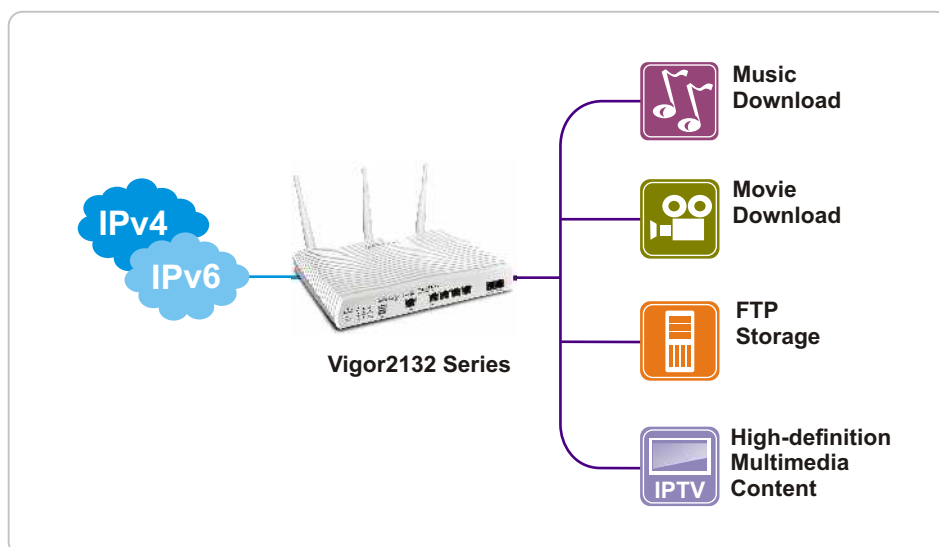 IPv4
IPv6
Vigor2132 Series
Music
Download
Movie
Download
FTP
Storage
IPTV
High-definition
Multimedia
Content